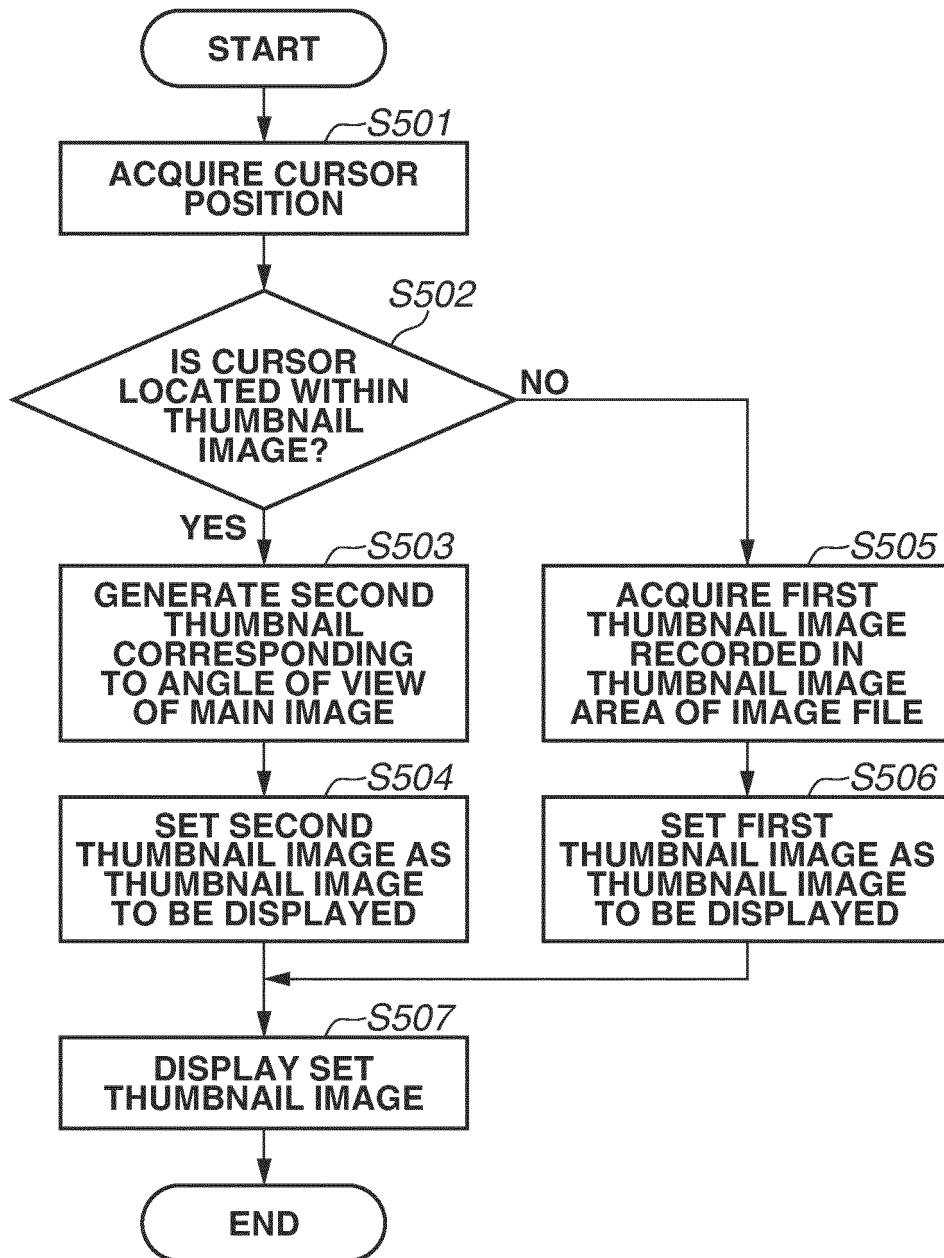 START
S501
ACQUIRE CURSOR
POSITION
S502
IS CURSOR
LOCATED WITHIN
THUMBNAIL
IMAGE?
NO
YES
S503
GENERATE SECOND
THUMBNAIL
CORRESPONDING
TO ANGLE OF VIEW
OF MAIN IMAGE
S505
ACQUIRE FIRST
THUMBNAIL IMAGE
RECORDED IN
THUMBNAIL IMAGE
AREA OF IMAGE FILE
S504
SET SECOND
THUMBNAIL IMAGE AS
THUMBNAIL IMAGE
TO BE DISPLAYED
S506
SET FIRST
THUMBNAIL IMAGE AS
THUMBNAIL IMAGE
TO BE DISPLAYED
S507
DISPLAY SET
THUMBNAIL IMAGE
END